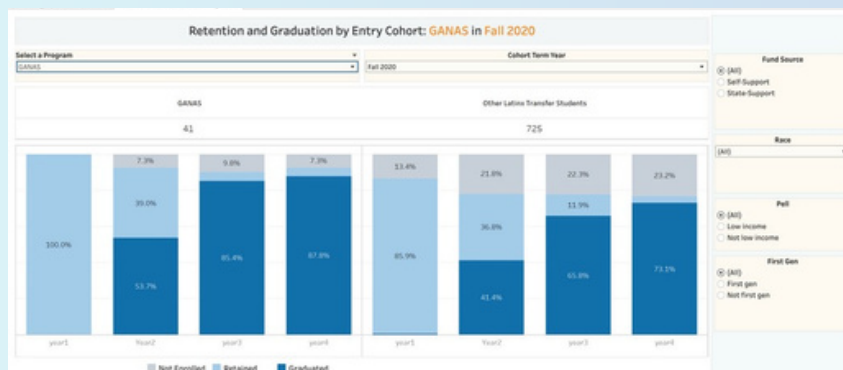 Retention and Graduation by Entry Cohort: GANAS in Fall 2020
Select a Program
GANAS
Cohort Term Year
Fall 2020
GANAS
Other Latinx Transfer Students
41
725
100.0%
7.3%
39.0%
53.7%
9.8%
85.4%
7.3%
87.8%
13.4%
85.9%
21.8%
36.8%
41.4%
22.3%
11.9%
65.8%
23.2%
73.1%
year1
Year2
year3
year4
year1
Year2
year3
year4
Not Enrolled
Retained
Graduated
Fund Source
(All)
Self-Support
State-Support
Race
(All)
Pell
(All)
Low income
Not low income
First Gen
(All)
First gen
Not first gen